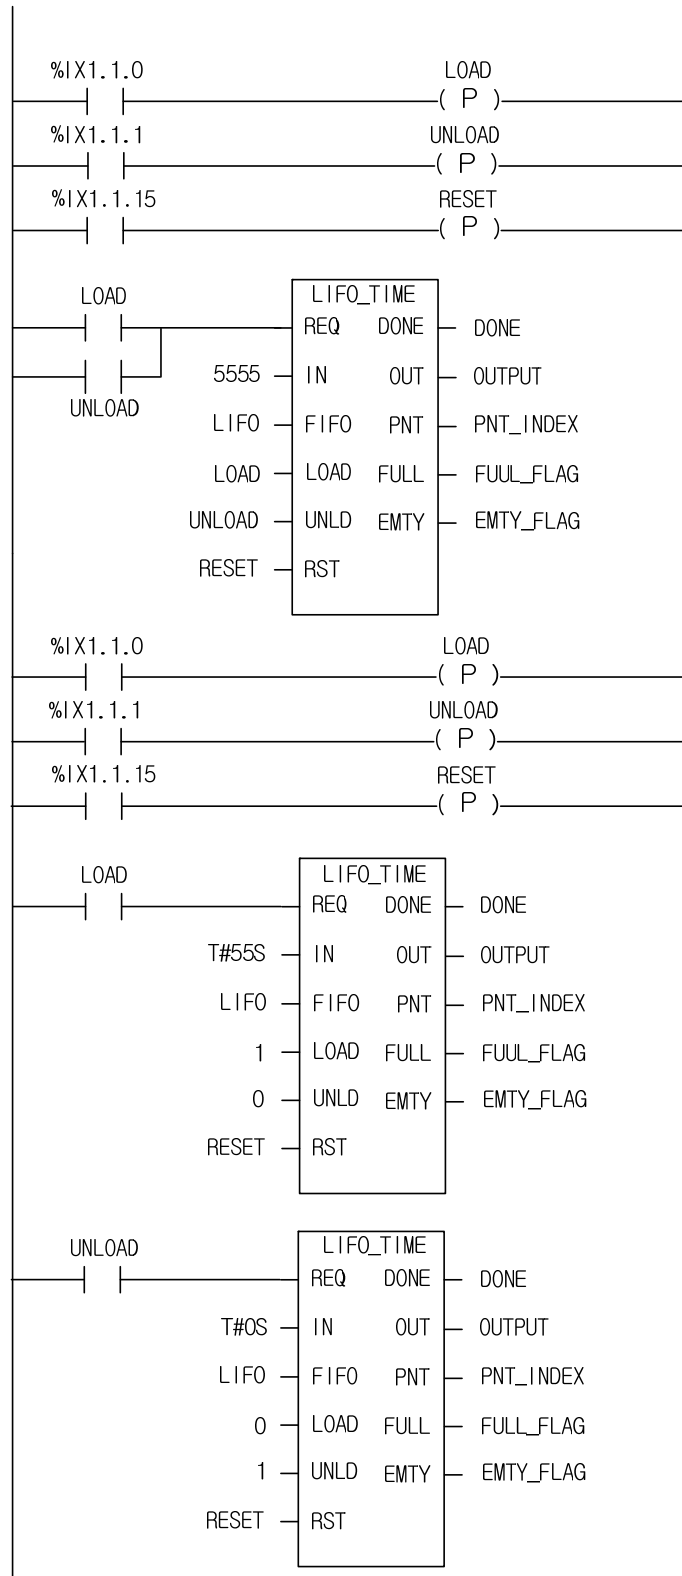 %IX1.1.0 LOAD
( P )
%IX1.1.1 UNLOAD
( P )
%IX1.1.15 RESET
( P )
LOAD LIFO_TIME
REQ DONE DONE
5555 IN OUT OUTPUT
UNLOAD
LIFO FIFO PNT PNT_INDEX
LOAD LOAD FULL FUUL_FLAG
UNLOAD UNLD EMTY EMTY_FLAG
RESET RST
%IX1.1.0 LOAD
( P )
%IX1.1.1 UNLOAD
( P )
%IX1.1.15 RESET
( P )
LOAD LIFO_TIME
REQ DONE DONE
T#55S IN OUT OUTPUT
LIFO FIFO PNT PNT_INDEX
1 LOAD FULL FUUL_FLAG
0 UNLD EMTY EMTY_FLAG
RESET RST
UNLOAD LIFO_TIME
REQ DONE DONE
T#0S IN OUT OUTPUT
LIFO FIFO PNT PNT_INDEX
0 LOAD FULL FULL_FLAG
1 UNLD EMTY EMTY_FLAG
RESET RST